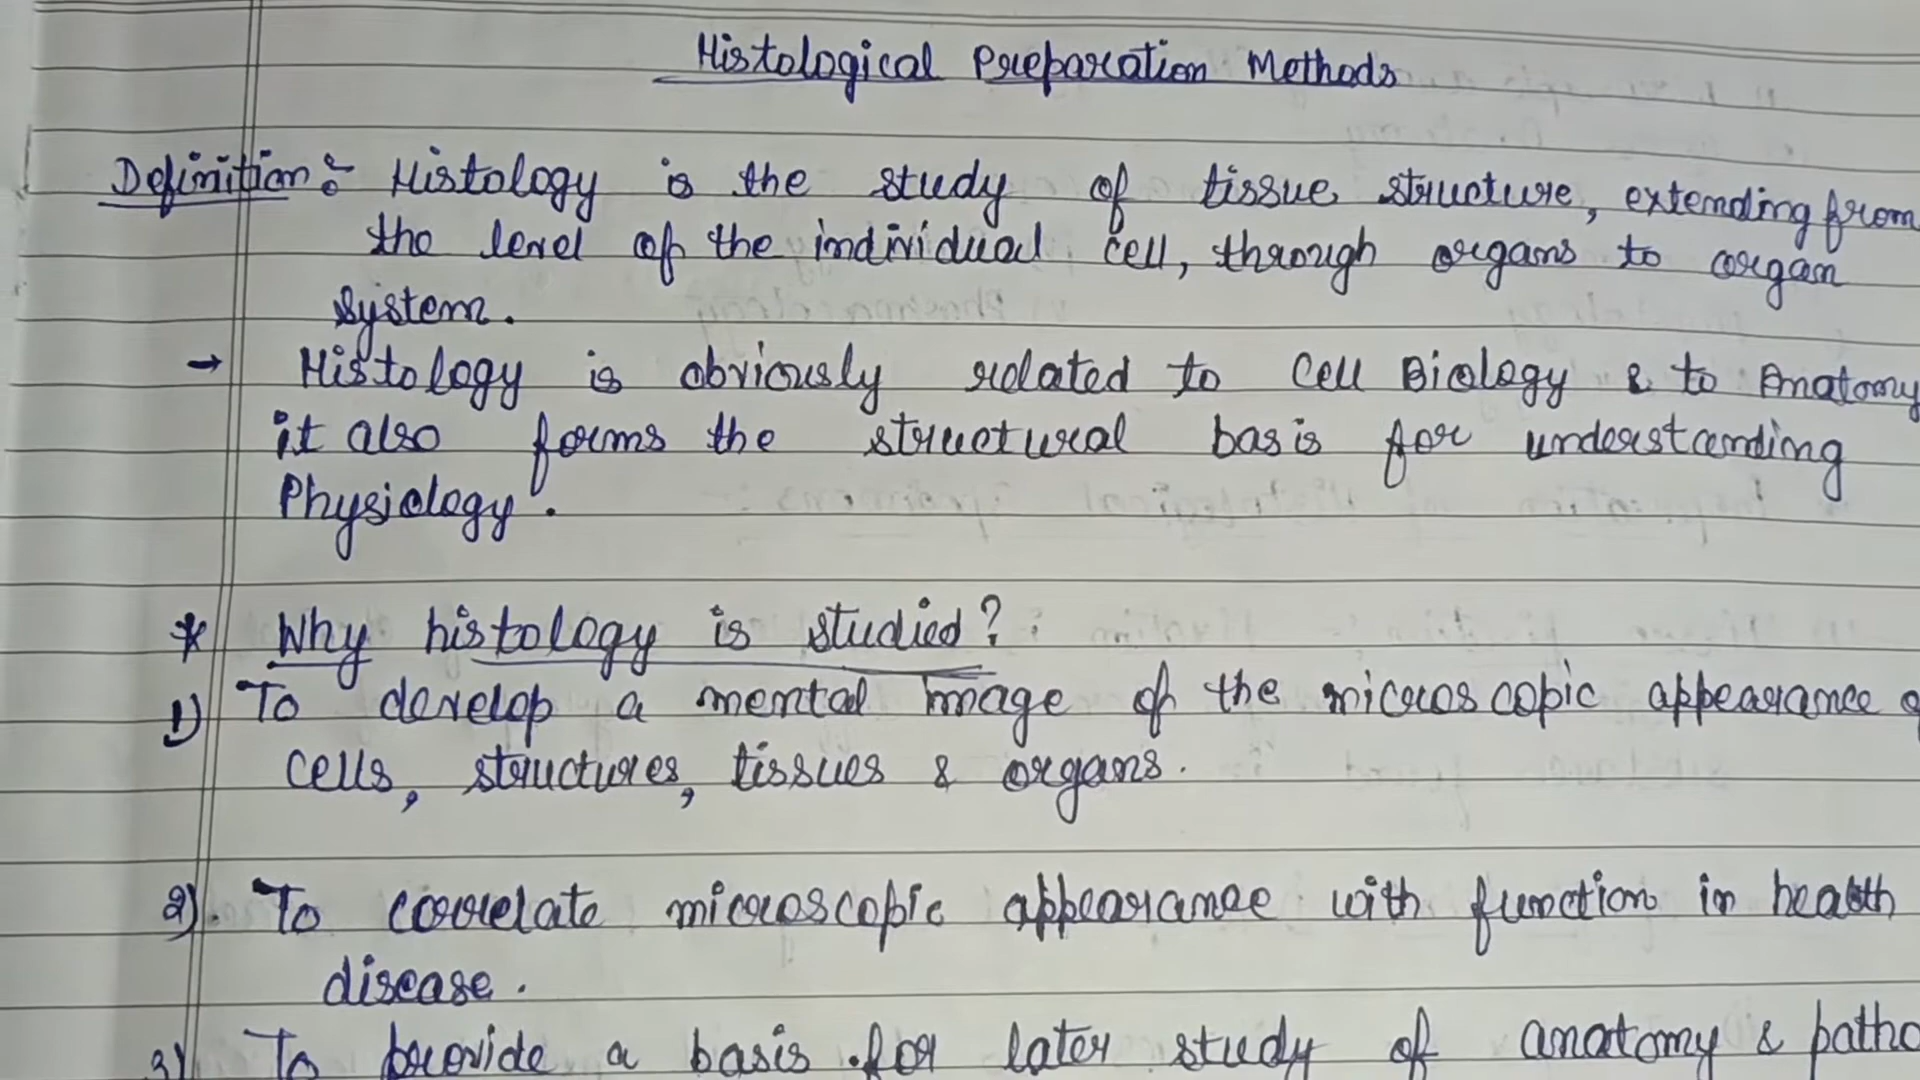 Histological Preparation Methods
Definition : Histology is the study of tissue structure, extending from
the level of the individual cell, through organs to organ
system.
→ Histology is obviously related to Cell Biology & to Anatomy
it also forms the structural basis for understanding
Physiology.
* Why histology is studied?
1) To develop a mental image of the microscopic appearance
cells, structures, tissues & organs.
2). To correlate microscopic appearance with function in health
disease.
3) To provide a basis for later study of anatomy & patho